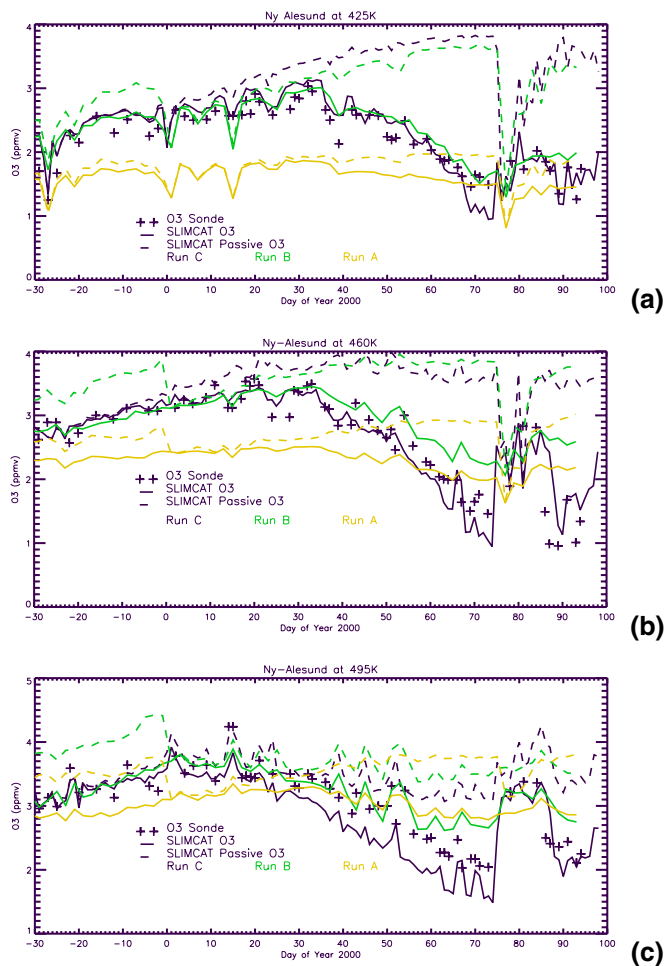 Ny Alesund at 425K
4
3
2
1
0
O3 (ppmv)
++ O3 Sonde
— SLIMCAT O3
– SLIMCAT Passive O3
Run C Run B Run A
-30 -20 -10 0 10 20 30 40 50 60 70 80 90 100
Day of Year 2000
(a)
Ny-Alesund at 460K
4
3
2
1
0
O3 (ppmv)
++ O3 Sonde
— SLIMCAT O3
– SLIMCAT Passive O3
Run C Run B Run A
-30 -20 -10 0 10 20 30 40 50 60 70 80 90 100
Day of Year 2000
(b)
Ny-Alesund at 495K
5
4
3
2
1
O3 (ppmv)
++ O3 Sonde
— SLIMCAT O3
– SLIMCAT Passive O3
Run C Run B Run A
-30 -20 -10 0 10 20 30 40 50 60 70 80 90 100
Day of Year 2000
(c)